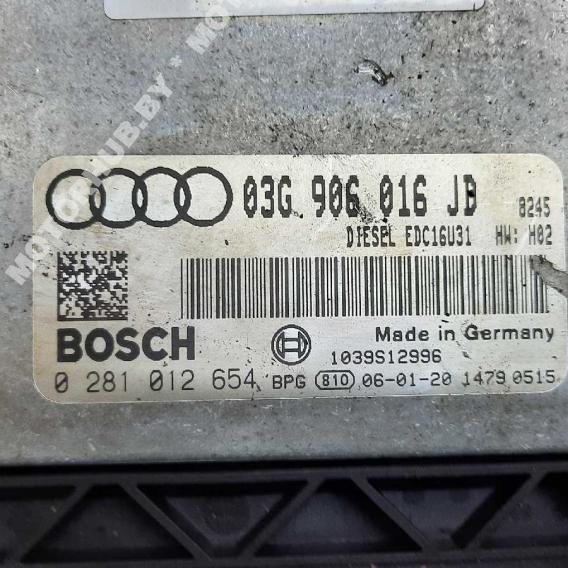 03G 906 016 JD 8245
DIESEL EDC16U31 HW: H02
BOSCH
Made in Germany
1039S12996
0 281 012 654 BPG 810 06-01-20 1479 0515